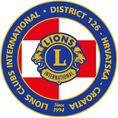 LIONS CLUBS INTERNATIONAL • DISTRICT 126 - HRVATSKA - CROATIA
LIONS
L
INTERNATIONAL
Since
1994